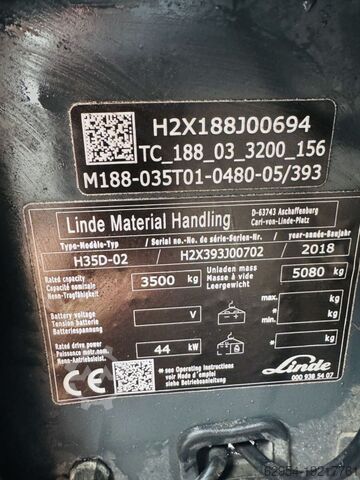 H2X188J00694
TC_188_03_3200_156
M188-035T01-0480-05/393
Linde Material Handling
D-63743 Aschaffenburg
Carl-von-Linde-Platz
Type-Modèle-Typ
Serial no.-No. de série-Serien-Nr.
year-année-Baujahr
H35D-02
H2X393J00702
2018
Rated capacity
Capacité nominale
Nenn-Tragfähigkeit
3500 kg
Unladen mass
Masse à vide
Leergewicht
5080 kg
Battery voltage
Tension batterie
Batteriespannung
V
max. kg
* min. kg
Rated drive power
Puissance motr.nom.
Nenn-Antriebsleist.
44 kW
* kg
* see Operating Instructions
voir Mode d'emploi
siehe Betriebsanleitung
CE
Linde
000 938 54 07